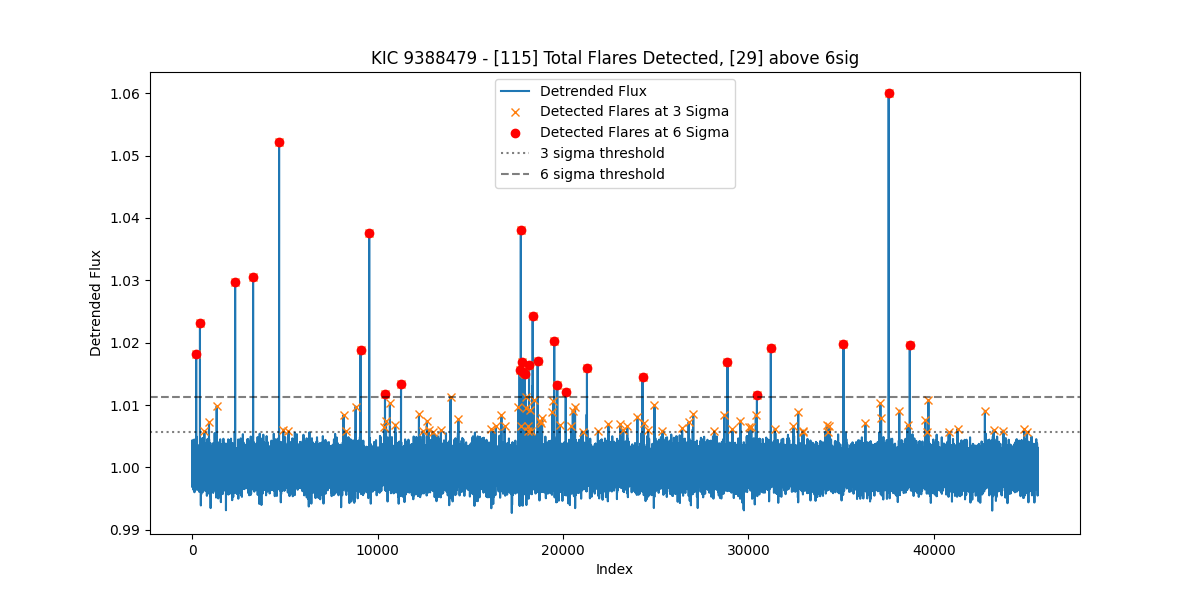 KIC 9388479 - [115] Total Flares Detected, [29] above 6sig
Detrended Flux
Detected Flares at 3 Sigma
Detected Flares at 6 Sigma
3 sigma threshold
6 sigma threshold
1.06
1.05
1.04
1.03
1.02
1.01
1.00
0.99
Detrended Flux
0
10000
20000
30000
40000
Index